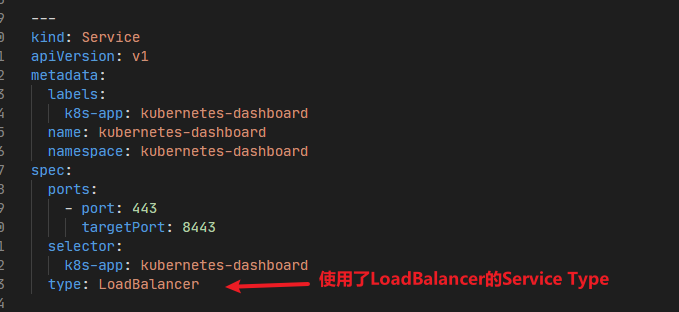 ---
kind: Service
apiVersion: v1
metadata:
  labels:
    k8s-app: kubernetes-dashboard
  name: kubernetes-dashboard
  namespace: kubernetes-dashboard
spec:
  ports:
    - port: 443
      targetPort: 8443
  selector:
    k8s-app: kubernetes-dashboard
  type: LoadBalancer 使用了LoadBalancer的Service Type